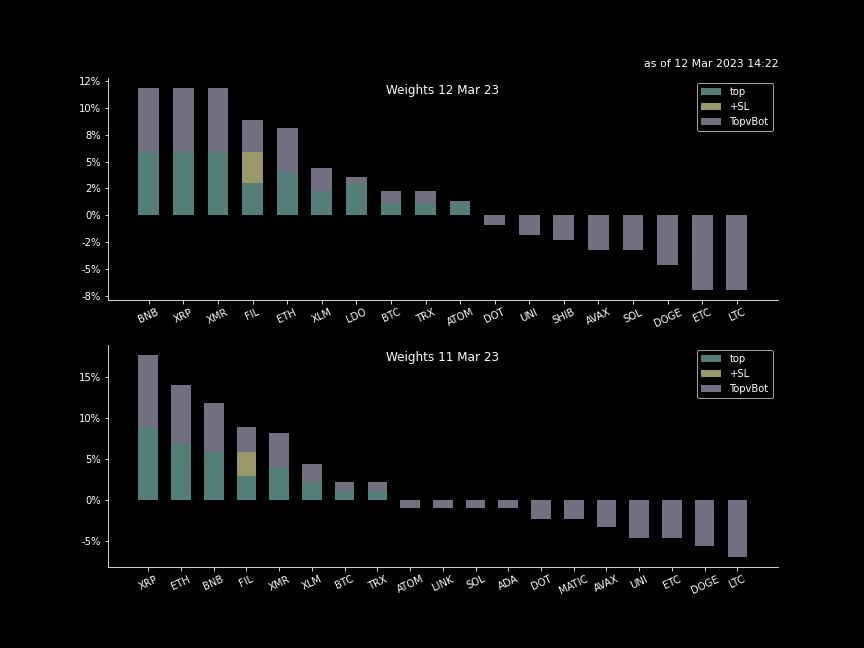 as of 12 Mar 2023 14:22
Weights 12 Mar 23
top
+SL
TopvBot
12%
10%
8%
5%
2%
0%
-2%
-5%
-8%
BNB XRP XMR FIL ETH XLM LDO BTC TRX ATOM DOT UNI SHIB AVAX SOL DOGE ETC LTC
Weights 11 Mar 23
top
+SL
TopvBot
15%
10%
5%
0%
-5%
XRP ETH BNB FIL XMR XLM BTC TRX ATOM LINK SOL ADA DOT MATIC AVAX UNI ETC DOGE LTC